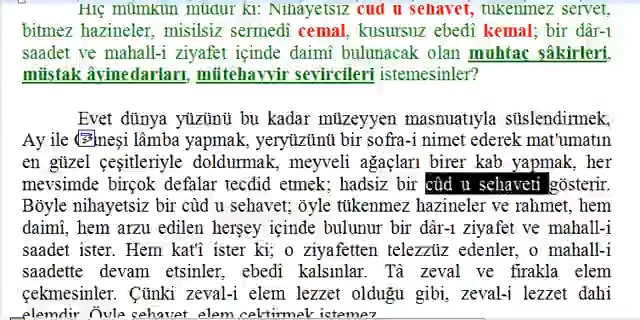 Hiç mümkün müdür ki: Nihayetsiz cûd u sehavet, tükenmez servet,
bitmez hazineler, misilsiz sermedî cemal, kusursuz ebedî kemal; bir dâr-ı
saadet ve mahall-i ziyafet içinde daimî bulunacak olan muhtaç şâkirleri,
müştak âyinedarları, mütehayyir seyircileri istemesinler?
Evet dünya yüzünü bu kadar müzeyyen masnuatıyla süslendirmek,
Ay ile Güneşi lâmba yapmak, yeryüzünü bir sofra-i nimet ederek mat'umatın
en güzel çeşitleriyle doldurmak, meyveli ağaçları birer kab yapmak, her
mevsimde birçok defalar tecdid etmek; hadsiz bir cûd u sehaveti gösterir.
Böyle nihayetsiz bir cûd u sehavet; öyle tükenmez hazineler ve rahmet, hem
daimî, hem arzu edilen herşey içinde bulunur bir dâr-ı ziyafet ve mahall-i
saadet ister. Hem kat'î ister ki; o ziyafetten telezzüz edenler, o mahall-i
saadette devam etsinler, ebedî kalsınlar. Tâ zeval ve firakla elem
çekmesinler. Çünki zeval-i elem lezzet olduğu gibi, zeval-i lezzet dahi
elemdir. Öyle sehavet, elem çektirmek istemez.